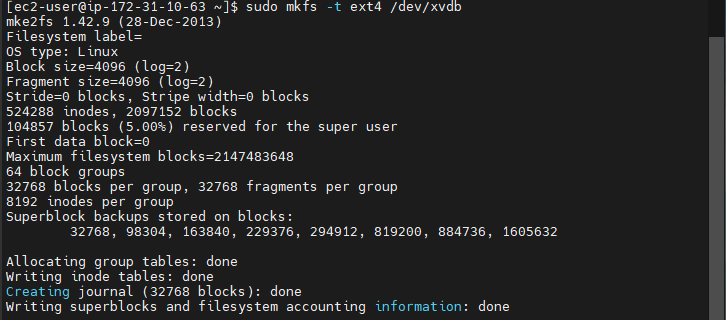 [ec2-user@ip-172-31-10-63 ~]$ sudo mkfs -t ext4 /dev/xvdb
mke2fs 1.42.9 (28-Dec-2013)
Filesystem label=
OS type: Linux
Block size=4096 (log=2)
Fragment size=4096 (log=2)
Stride=0 blocks, Stripe width=0 blocks
524288 inodes, 2097152 blocks
104857 blocks (5.00%) reserved for the super user
First data block=0
Maximum filesystem blocks=2147483648
64 block groups
32768 blocks per group, 32768 fragments per group
8192 inodes per group
Superblock backups stored on blocks:
        32768, 98304, 163840, 229376, 294912, 819200, 884736, 1605632
Allocating group tables: done
Writing inode tables: done
Creating journal (32768 blocks): done
Writing superblocks and filesystem accounting information: done